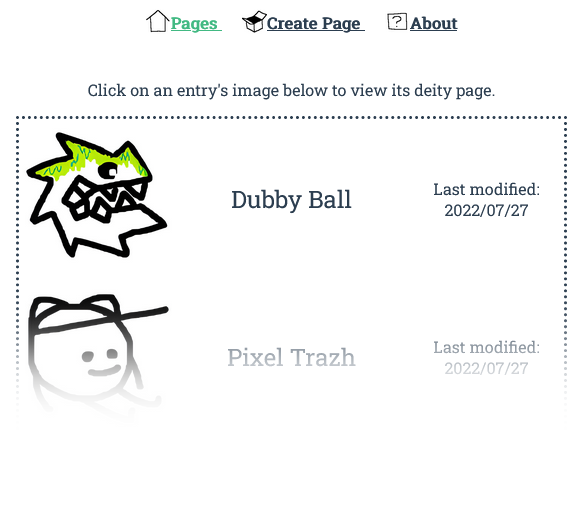 Pages Create Page About
Click on an entry's image below to view its deity page.
Dubby Ball
Last modified:
2022/07/27
Pixel Trazh
Last modified:
2022/07/27